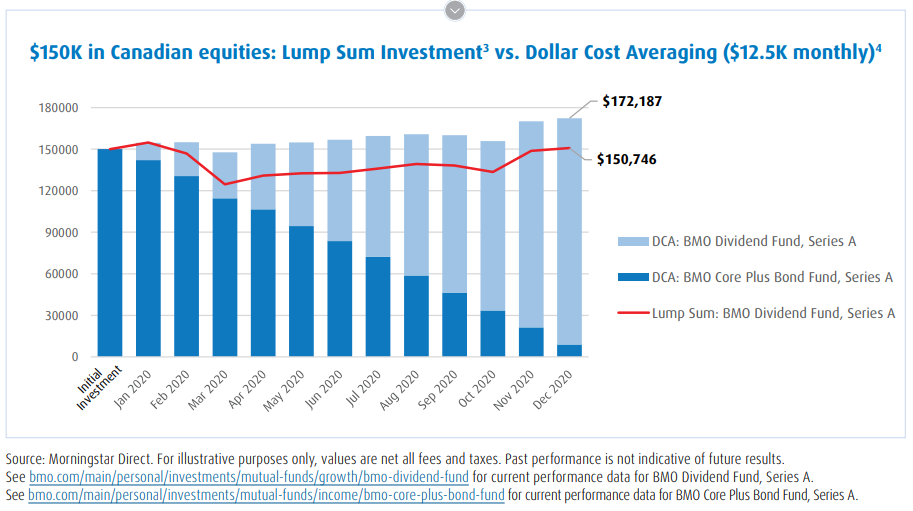 $150K in Canadian equities: Lump Sum Investment³ vs. Dollar Cost Averaging ($12.5K monthly)⁴
180000
150000
120000
90000
60000
30000
0
$172,187
$150,746
DCA: BMO Dividend Fund, Series A
DCA: BMO Core Plus Bond Fund, Series A
Lump Sum: BMO Dividend Fund, Series A
Initial
Investment
Jan 2020
Feb 2020
Mar 2020
Apr 2020
May 2020
Jun 2020
Jul 2020
Aug 2020
Sep 2020
Oct 2020
Nov 2020
Dec 2020
Source: Morningstar Direct. For illustrative purposes only, values are net all fees and taxes. Past performance is not indicative of future results.
See bmo.com/main/personal/investments/mutual-funds/growth/bmo-dividend-fund for current performance data for BMO Dividend Fund, Series A.
See bmo.com/main/personal/investments/mutual-funds/income/bmo-core-plus-bond-fund for current performance data for BMO Core Plus Bond Fund, Series A.